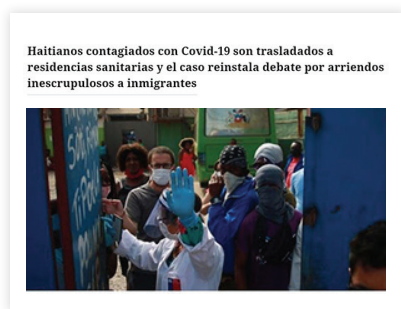 Haitianos contagiados con Covid-19 son trasladados a
residencias sanitarias y el caso reinstala debate por arriendos
inescrupulosos a inmigrantes